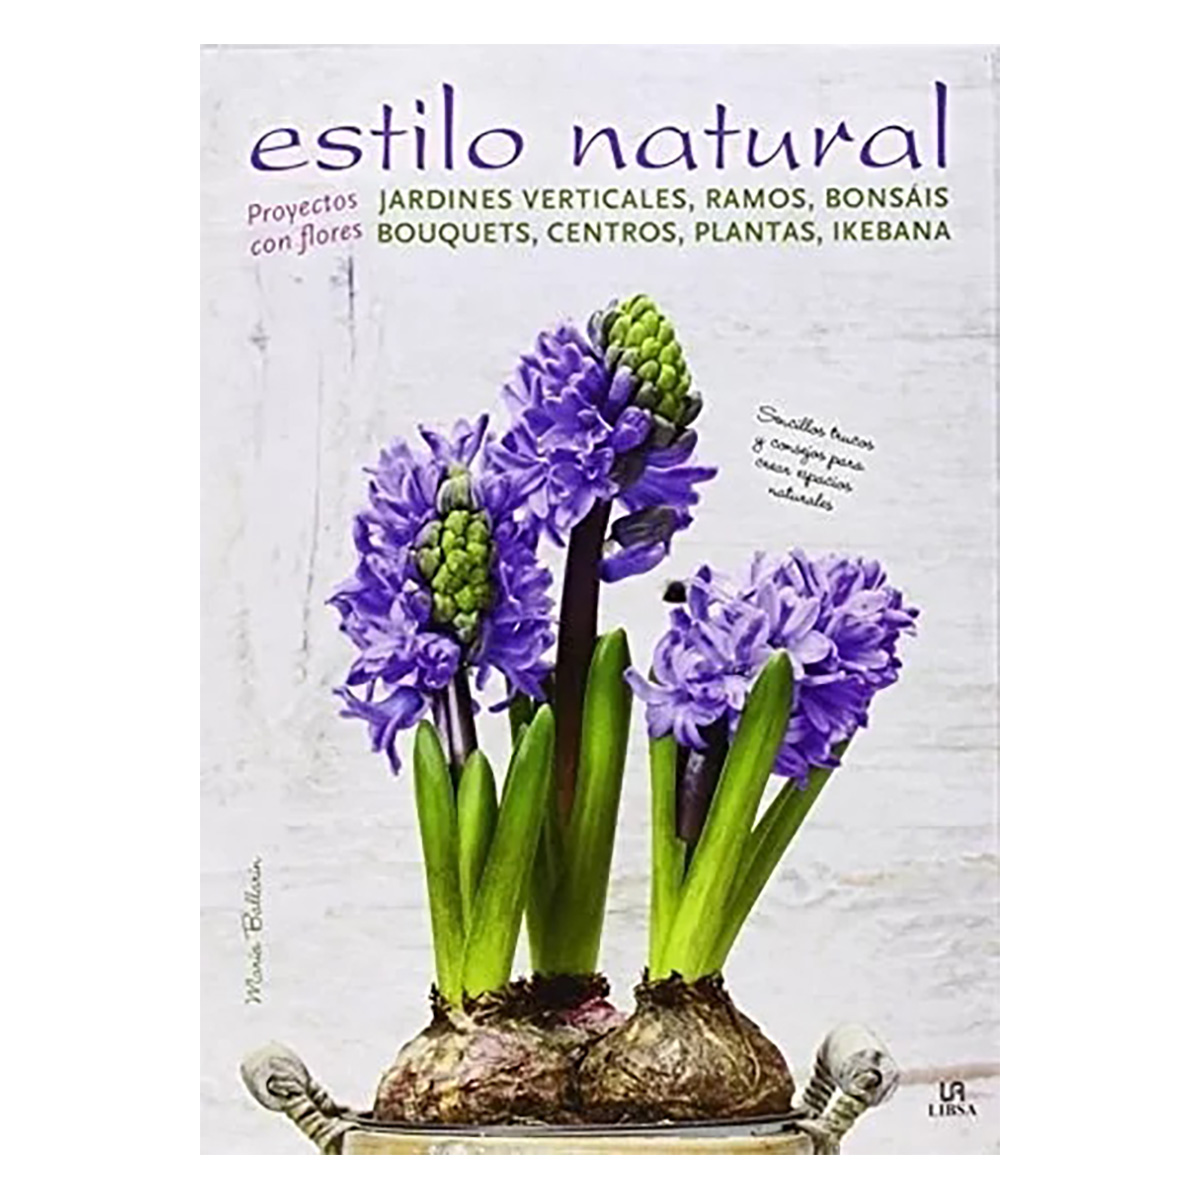 estilo natural
Proyectos
con flores
JARDINES VERTICALES, RAMOS, BONSÁIS
BOUQUETS, CENTROS, PLANTAS, IKEBANA
Sencillos trucos
y consejos para
crear espacios
naturales
María Ballarín
LIBSA